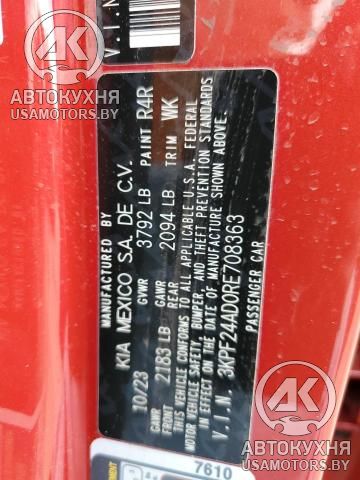 АВТОКУХНЯ
USAMOTORS.BY
V.I.N
KIA MEXICO S.A. DE C.V.
10/23 GVWR 3792 LB PAINT R4R
GAWR FRONT 2183 LB GAWR REAR 2094 LB TRIM WK
THIS VEHICLE CONFORMS TO ALL APPLICABLE U.S.A. FEDERAL
MOTOR VEHICLE SAFETY, BUMPER, AND THEFT PREVENTION STANDARDS
IN EFFECT ON THE DATE OF MANUFACTURE SHOWN ABOVE.
V.I.N. 3KPF24AD0RE708363
PASSENGER CAR
7610
АВТОКУХНЯ
USAMOTORS.BY